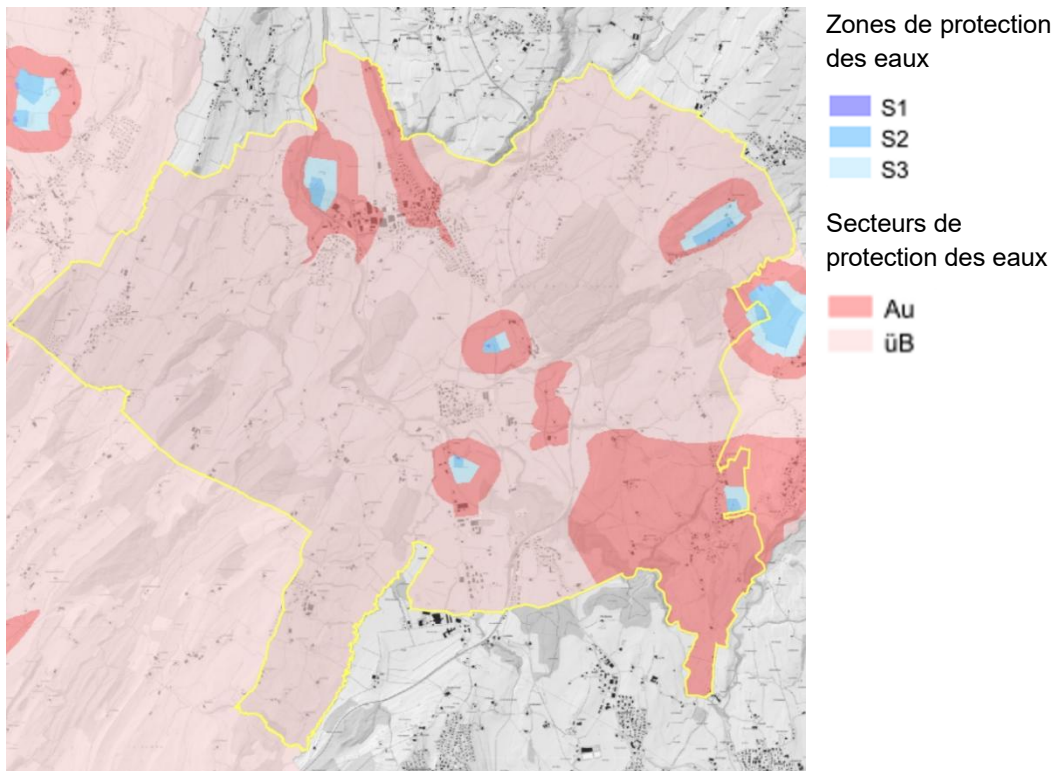 Zones de protection
des eaux
S1
S2
S3
Secteurs de
protection des eaux
Au
üB